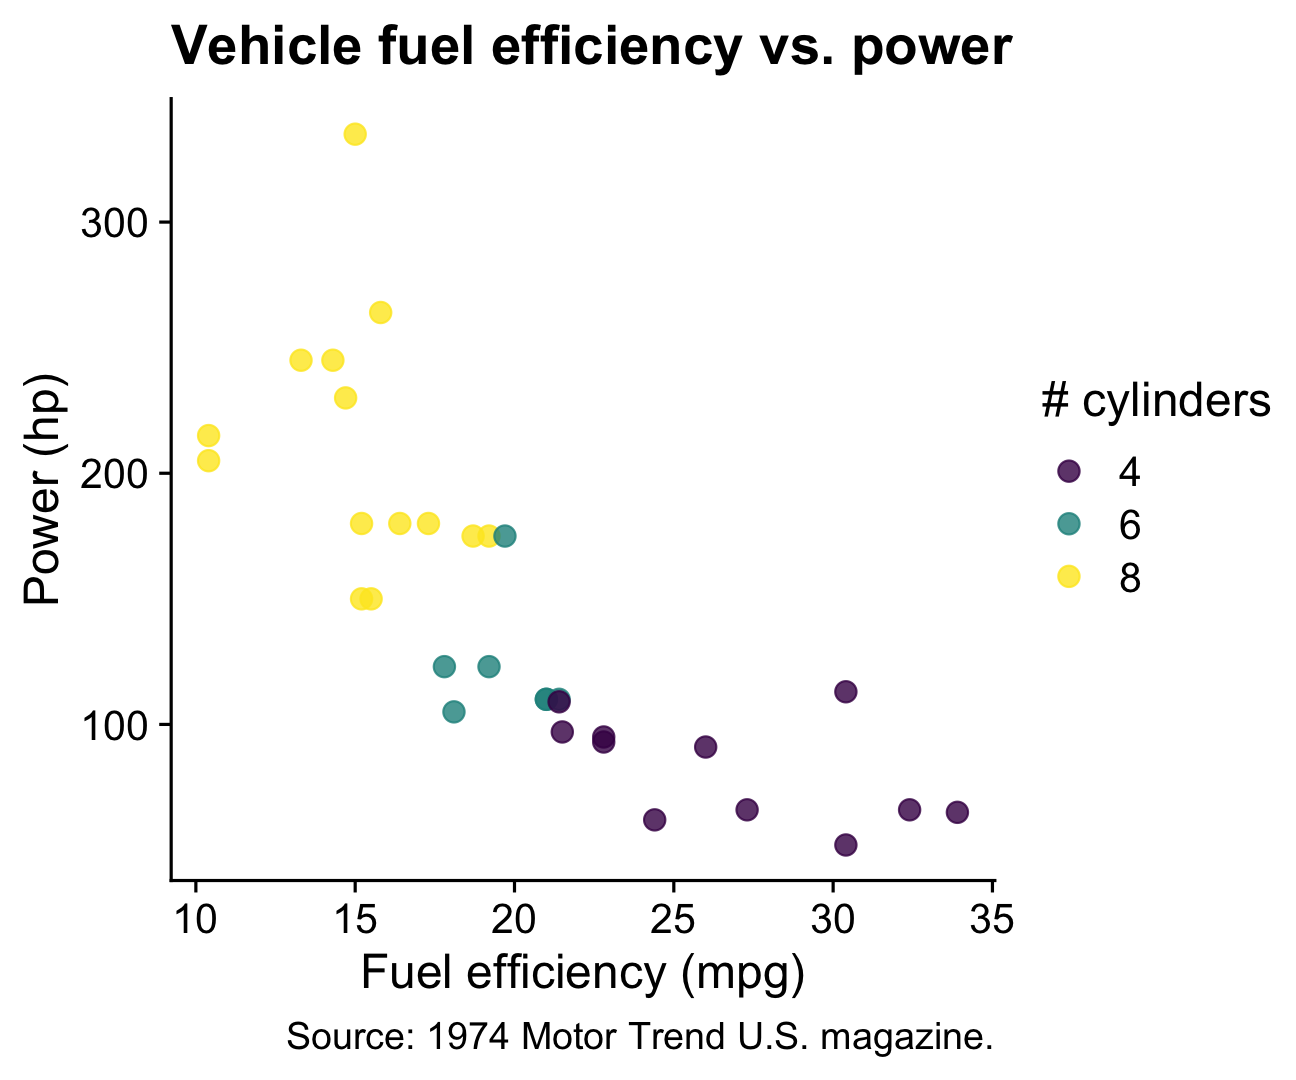 Vehicle fuel efficiency vs. power
300
200
100
Power (hp)
10 15 20 25 30 35
Fuel efficiency (mpg)
# cylinders
4
6
8
Source: 1974 Motor Trend U.S. magazine.